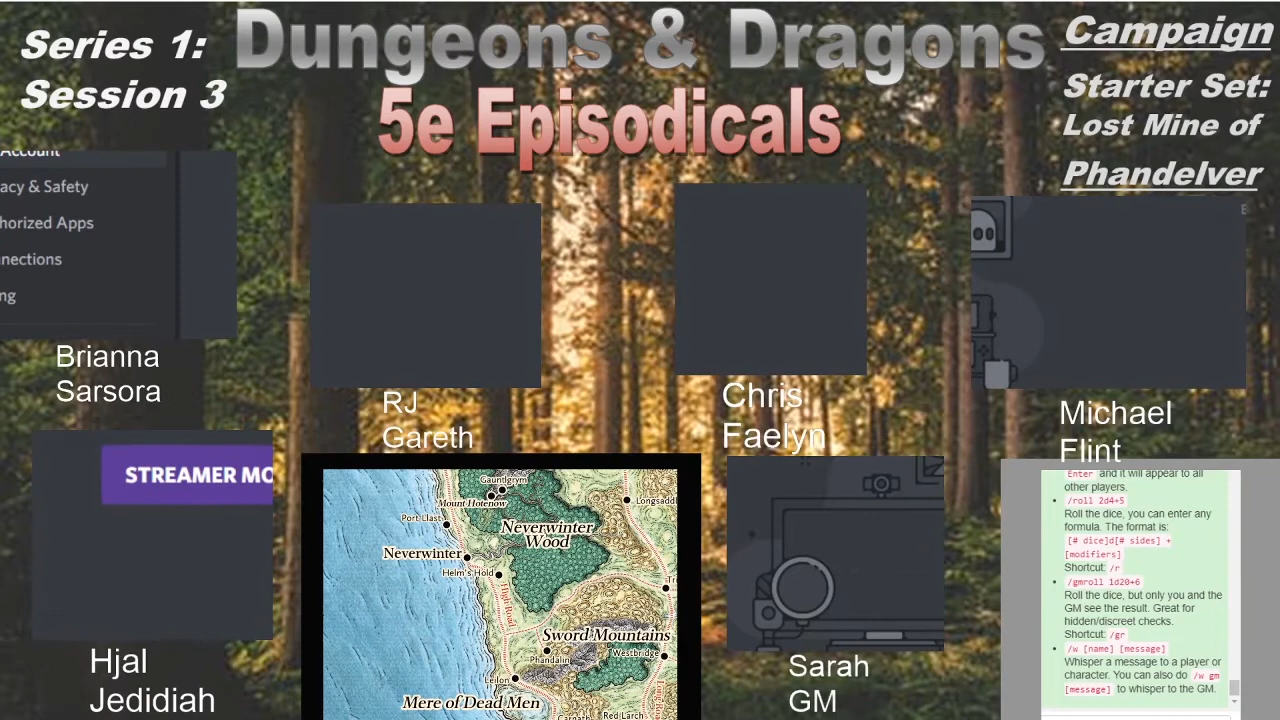 Series 1:
Session 3
Dungeons & Dragons
5e Episodicals
Campaign
Starter Set:
Lost Mine of
Phandelver
Account
acy & Safety
horized Apps
nections
ng
Brianna
Sarsora
RJ
Gareth
Chris
Faelyn
Michael
Flint
STREAMER MO
Hjal
Jedidiah
Gauntlgrym
Mount Hotenow
Longsaddl
Port Llast
Neverwinter
Wood
Neverwinter
Helm's Hold
High Road
Tri
Sword Mountains
Westbridge
Phandalin
Leilon
Mere of Dead Men
Red Larch
Sarah
GM
Enter and it will appear to all
other players.
/roll 2d4+5
Roll the dice, you can enter any
formula. The format is:
[# dice]d[# sides] +
[modifiers]
Shortcut: /r
/gmroll 1d20+6
Roll the dice, but only you and the
GM see the result. Great for
hidden/discreet checks.
Shortcut: /gr
/w [name] [message]
Whisper a message to a player or
character. You can also do /w gm
[message] to whisper to the GM.